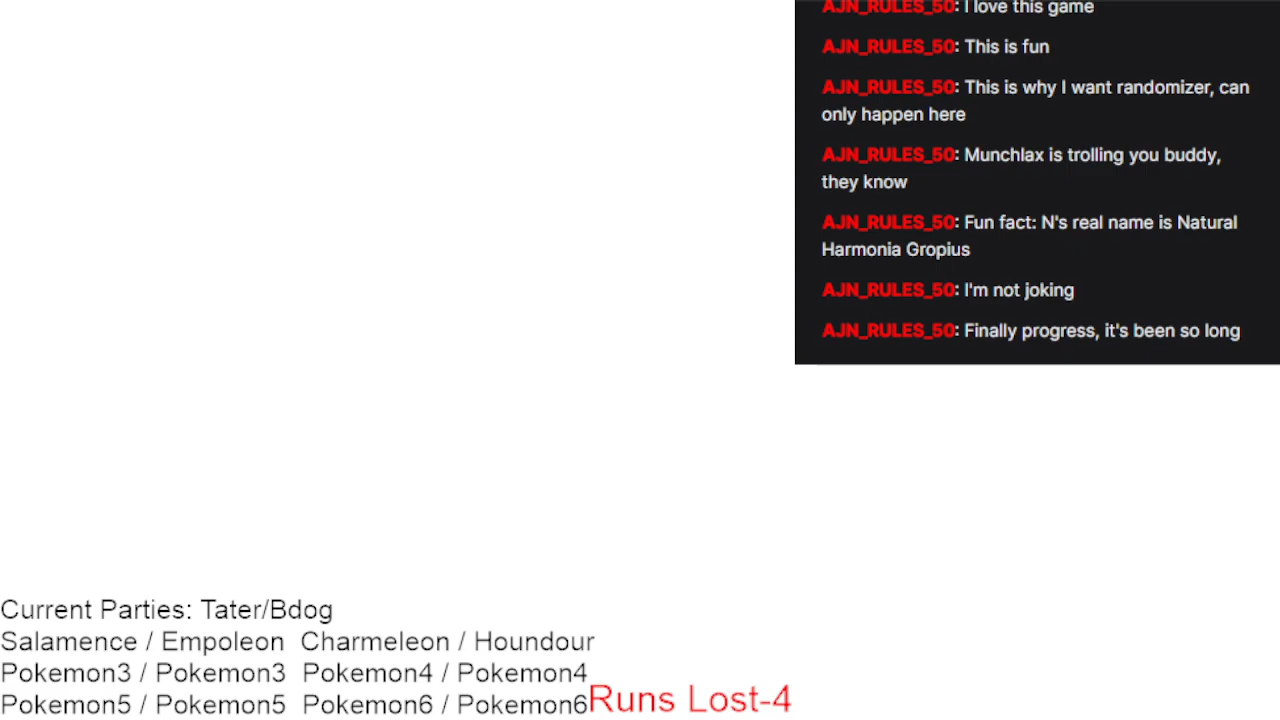 AJN_RULES_50: I love this game
AJN_RULES_50: This is fun
AJN_RULES_50: This is why I want randomizer, can
only happen here
AJN_RULES_50: Munchlax is trolling you buddy,
they know
AJN_RULES_50: Fun fact: N's real name is Natural
Harmonia Gropius
AJN_RULES_50: I'm not joking
AJN_RULES_50: Finally progress, it's been so long
Current Parties: Tater/Bdog
Salamence / Empoleon  Charmeleon / Houndour
Pokemon3 / Pokemon3  Pokemon4 / Pokemon4
Pokemon5 / Pokemon5  Pokemon6 / Pokemon6
Runs Lost-4